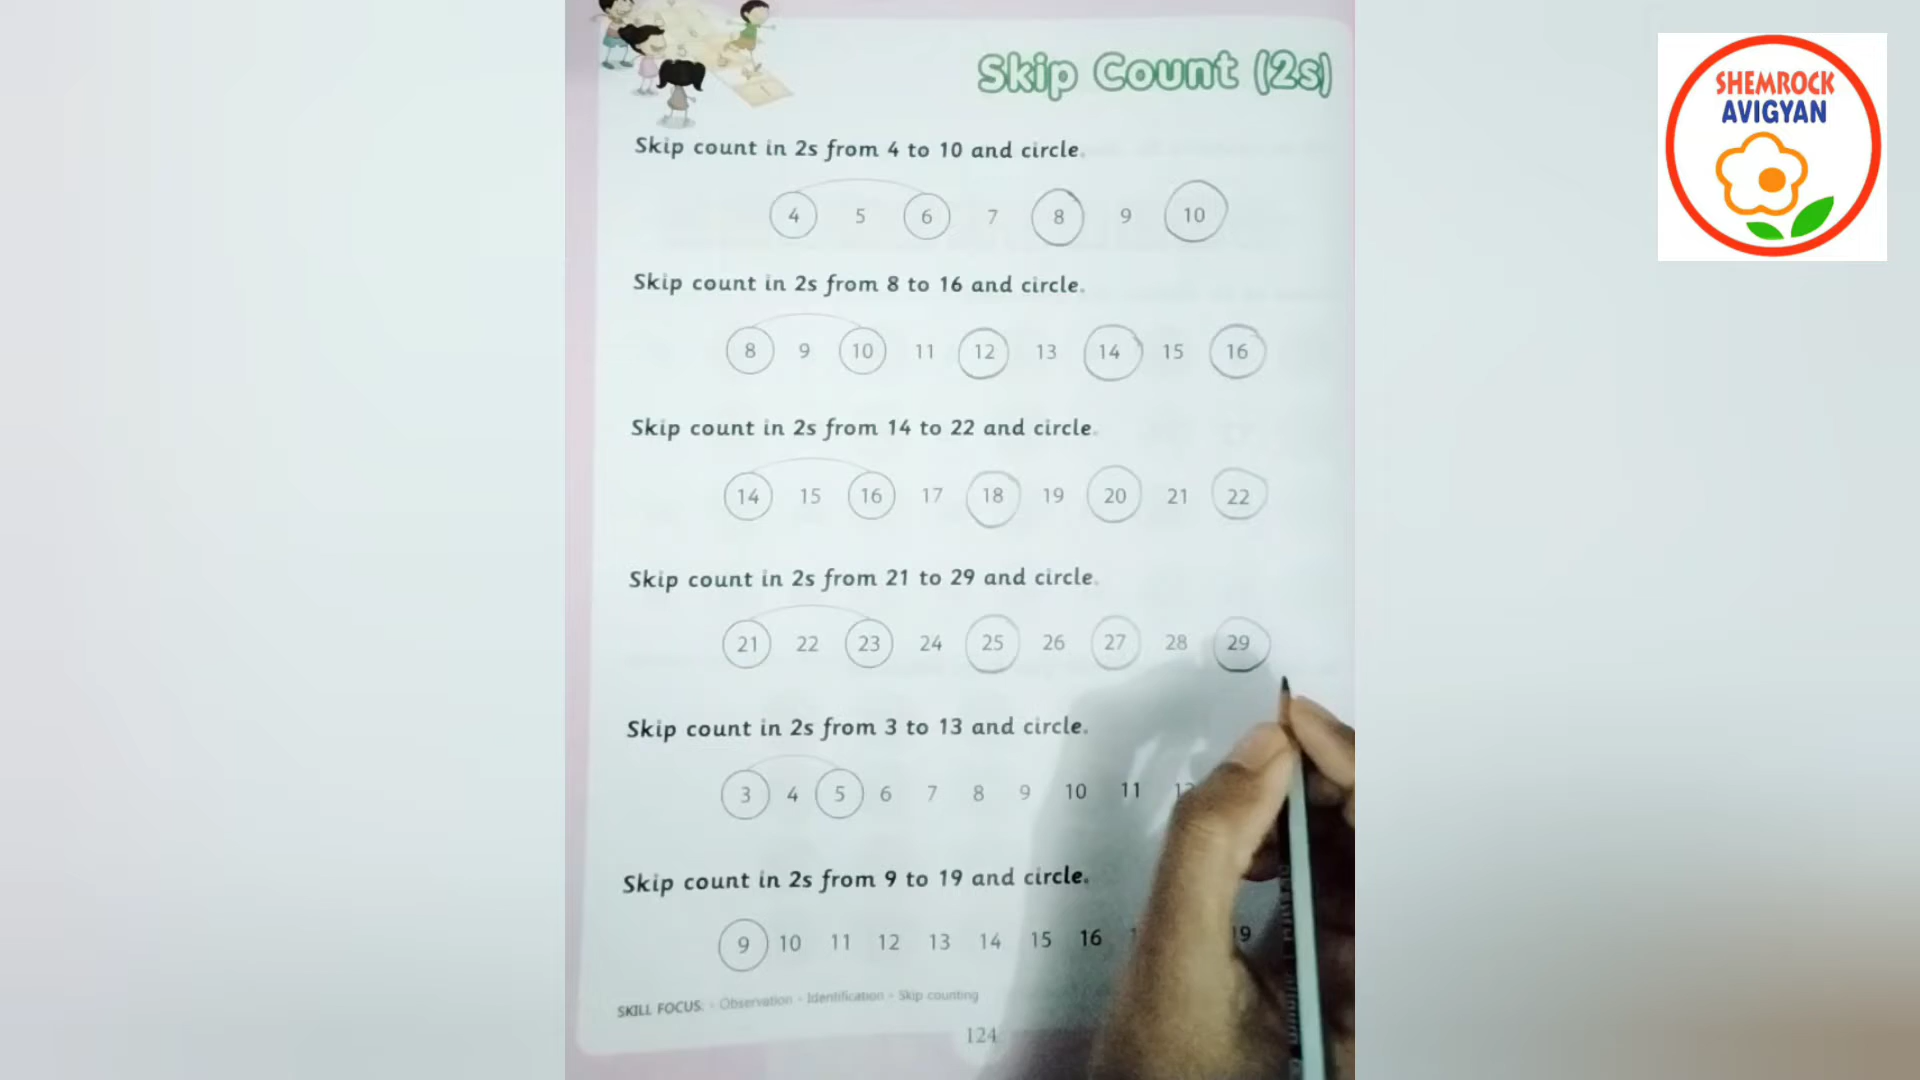 Skip Count (2s)
SHEMROCK
AVIGYAN
Skip count in 2s from 4 to 10 and circle.
4 5 6 7 8 9 10
Skip count in 2s from 8 to 16 and circle.
8 9 10 11 12 13 14 15 16
Skip count in 2s from 14 to 22 and circle.
14 15 16 17 18 19 20 21 22
Skip count in 2s from 21 to 29 and circle.
21 22 23 24 25 26 27 28 29
Skip count in 2s from 3 to 13 and circle.
3 4 5 6 7 8 9 10 11 12
Skip count in 2s from 9 to 19 and circle.
9 10 11 12 13 14 15 16 19
SKILL FOCUS: • Observation • Identification • Skip counting
124